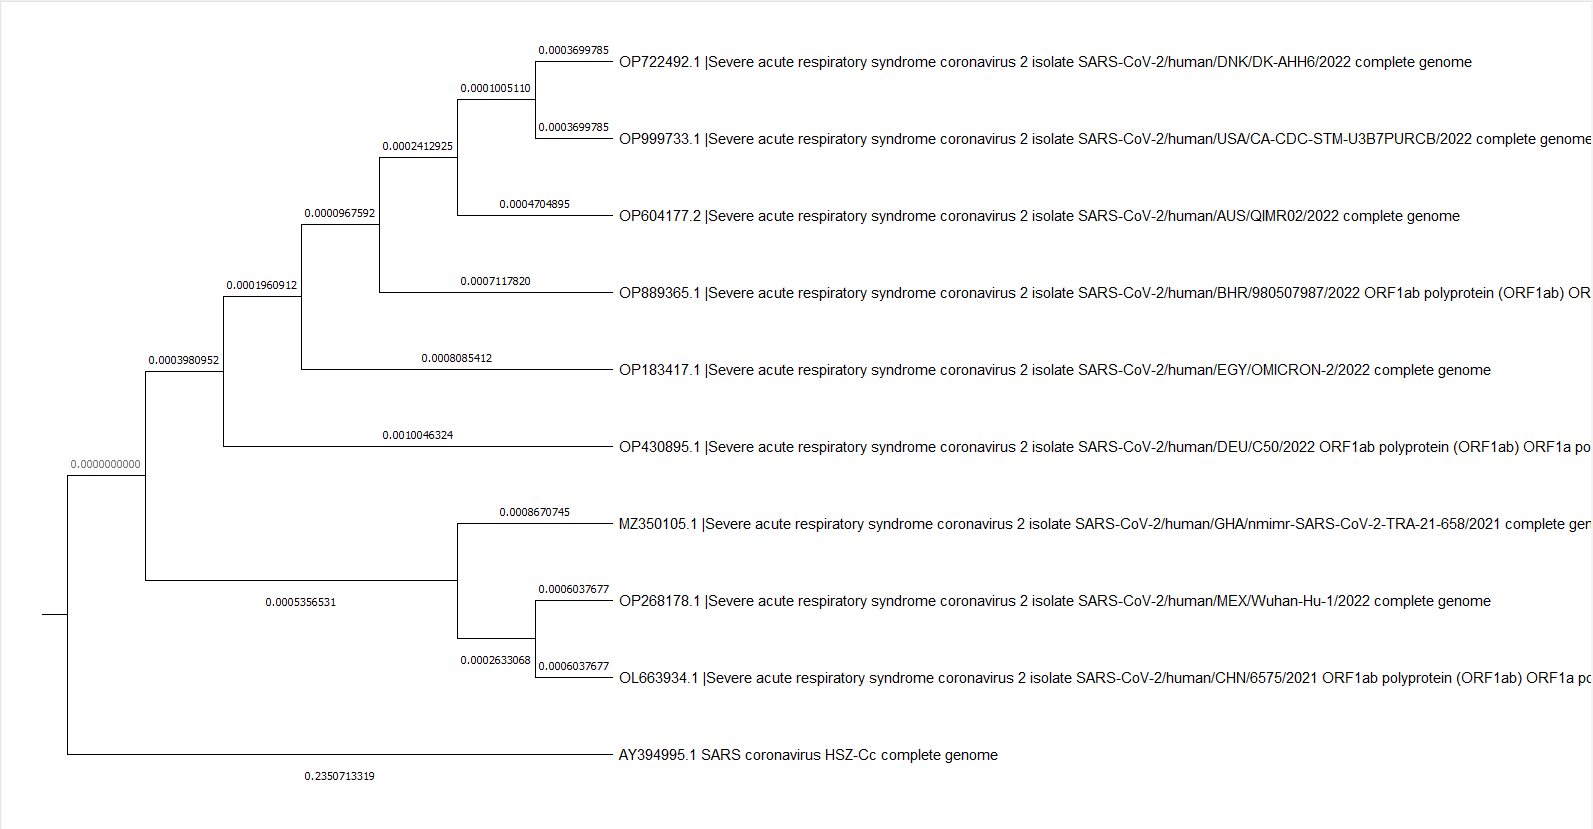 0.0003699785
OP722492.1 |Severe acute respiratory syndrome coronavirus 2 isolate SARS-CoV-2/human/DNK/DK-AHH6/2022 complete genome
0.0001005110
0.0003699785
OP999733.1 |Severe acute respiratory syndrome coronavirus 2 isolate SARS-CoV-2/human/USA/CA-CDC-STM-U3B7PURCB/2022 complete genome
0.0002412925
0.0004704895
OP604177.2 |Severe acute respiratory syndrome coronavirus 2 isolate SARS-CoV-2/human/AUS/QIMR02/2022 complete genome
0.0000967592
0.0007117820
OP889365.1 |Severe acute respiratory syndrome coronavirus 2 isolate SARS-CoV-2/human/BHR/980507987/2022 ORF1ab polyprotein (ORF1ab) OR
0.0001960912
0.0008085412
OP183417.1 |Severe acute respiratory syndrome coronavirus 2 isolate SARS-CoV-2/human/EGY/OMICRON-2/2022 complete genome
0.0003980952
0.0010046324
OP430895.1 |Severe acute respiratory syndrome coronavirus 2 isolate SARS-CoV-2/human/DEU/C50/2022 ORF1ab polyprotein (ORF1ab) ORF1a po
0.0000000000
0.0008670745
MZ350105.1 |Severe acute respiratory syndrome coronavirus 2 isolate SARS-CoV-2/human/GHA/nmimr-SARS-CoV-2-TRA-21-658/2021 complete gen
0.0005356531
0.0006037677
OP268178.1 |Severe acute respiratory syndrome coronavirus 2 isolate SARS-CoV-2/human/MEX/Wuhan-Hu-1/2022 complete genome
0.0002633068
0.0006037677
OL663934.1 |Severe acute respiratory syndrome coronavirus 2 isolate SARS-CoV-2/human/CHN/6575/2021 ORF1ab polyprotein (ORF1ab) ORF1a po
AY394995.1 SARS coronavirus HSZ-Cc complete genome
0.2350713319